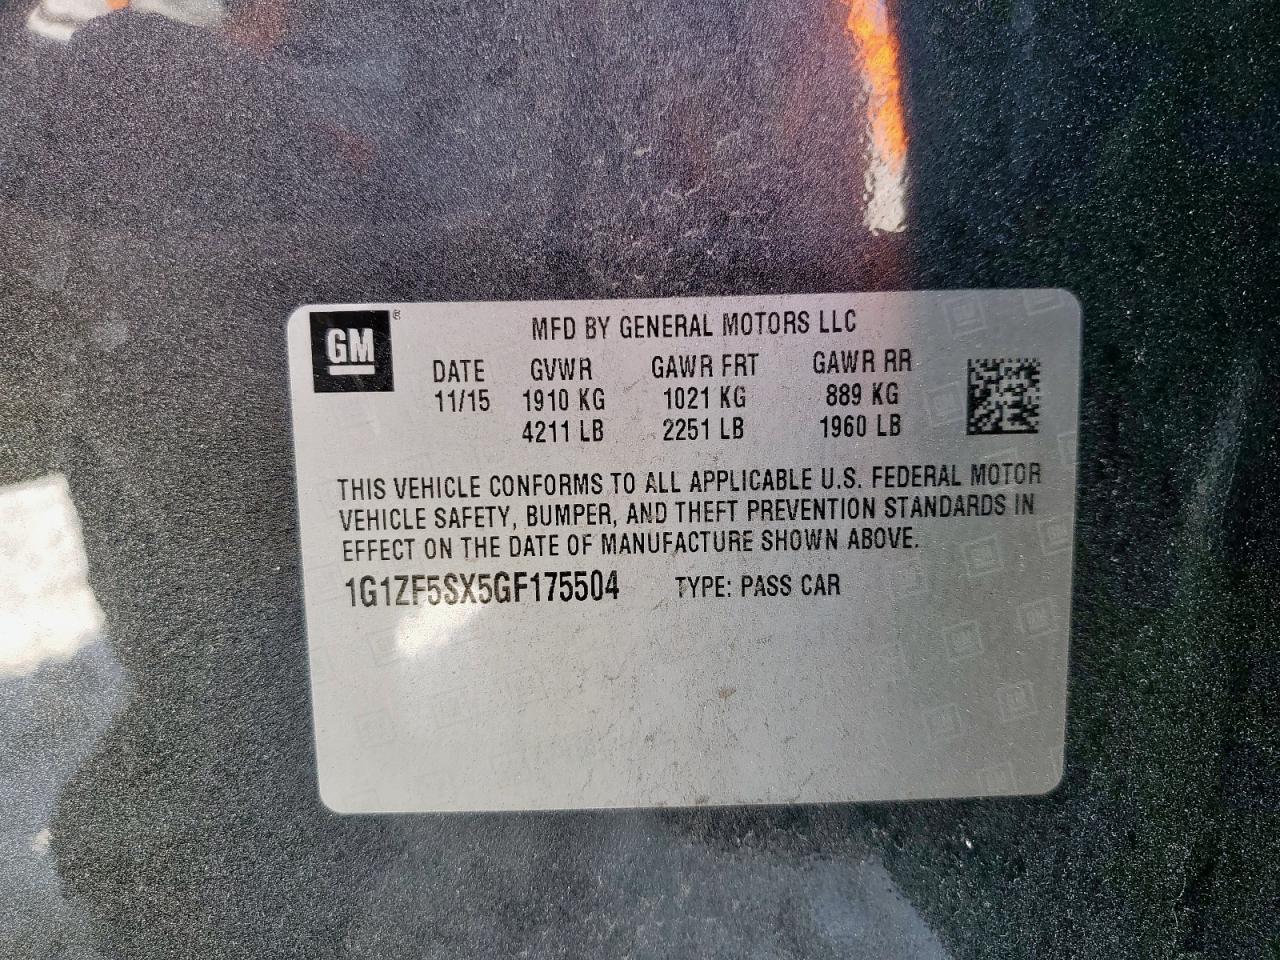 GM ®
MFD BY GENERAL MOTORS LLC
DATE GVWR GAWR FRT GAWR RR
11/15 1910 KG 1021 KG 889 KG
4211 LB 2251 LB 1960 LB
THIS VEHICLE CONFORMS TO ALL APPLICABLE U.S. FEDERAL MOTOR
VEHICLE SAFETY, BUMPER, AND THEFT PREVENTION STANDARDS IN
EFFECT ON THE DATE OF MANUFACTURE SHOWN ABOVE.
1G1ZF5SX5GF175504 TYPE: PASS CAR